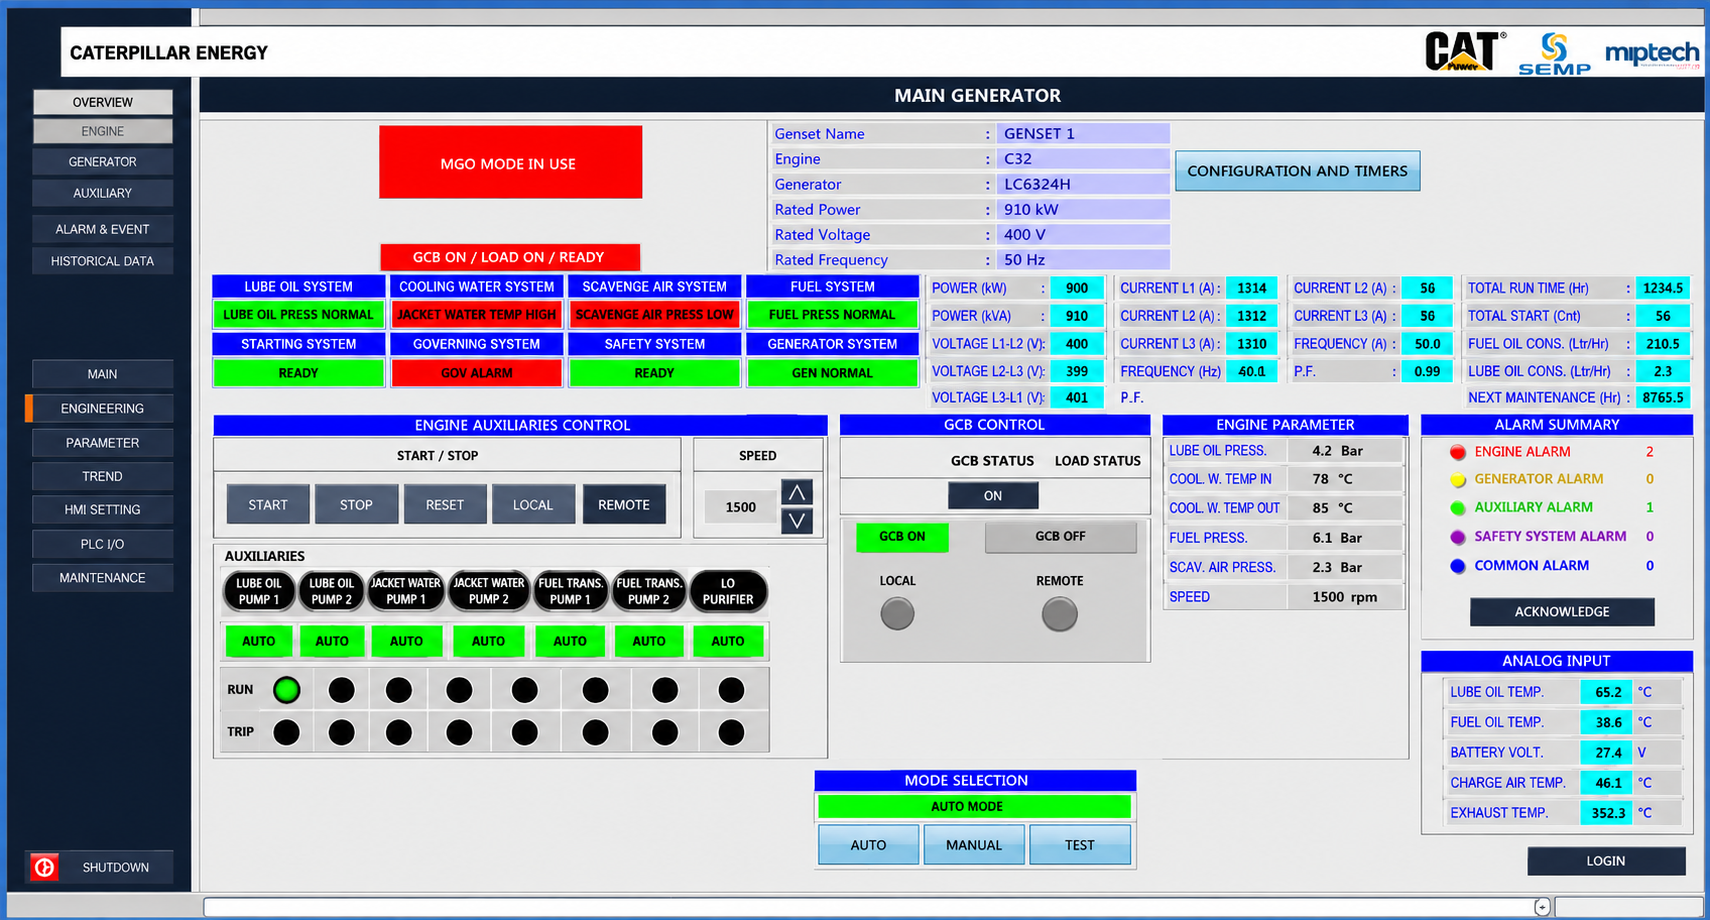 CATERPILLAR ENERGY
CAT®
Power
SEMP
miptech
OVERVIEW
ENGINE
GENERATOR
AUXILIARY
ALARM & EVENT
HISTORICAL DATA
MAIN
ENGINEERING
PARAMETER
TREND
HMI SETTING
PLC I/O
MAINTENANCE
SHUTDOWN
MAIN GENERATOR
MGO MODE IN USE
GCB ON / LOAD ON / READY
Genset Name : GENSET 1
Engine : C32
Generator : LC6324H
Rated Power : 910 kW
Rated Voltage : 400 V
Rated Frequency : 50 Hz
CONFIGURATION AND TIMERS
LUBE OIL SYSTEM COOLING WATER SYSTEM SCAVENGE AIR SYSTEM FUEL SYSTEM
LUBE OIL PRESS NORMAL JACKET WATER TEMP HIGH SCAVENGE AIR PRESS LOW FUEL PRESS NORMAL
STARTING SYSTEM GOVERNING SYSTEM SAFETY SYSTEM GENERATOR SYSTEM
READY GOV ALARM READY GEN NORMAL
POWER (kW) : 900 CURRENT L1 (A) : 1314 CURRENT L2 (A) : 56 TOTAL RUN TIME (Hr) : 1234.5
POWER (kVA) : 910 CURRENT L2 (A) : 1312 CURRENT L3 (A) : 56 TOTAL START (Cnt) : 56
VOLTAGE L1-L2 (V): 400 CURRENT L3 (A) : 1310 FREQUENCY (A) : 50.0 FUEL OIL CONS. (Ltr/Hr) : 210.5
VOLTAGE L2-L3 (V): 399 FREQUENCY (Hz) 40.1 P.F. : 0.99 LUBE OIL CONS. (Ltr/Hr) : 2.3
VOLTAGE L3-L1 (V): 401 P.F. NEXT MAINTENANCE (Hr) : 8765.5
ENGINE AUXILIARIES CONTROL
START / STOP SPEED
START STOP RESET LOCAL REMOTE 1500
AUXILIARIES
LUBE OIL PUMP 1
LUBE OIL PUMP 2
JACKET WATER PUMP 1
JACKET WATER PUMP 2
FUEL TRANS. PUMP 1
FUEL TRANS. PUMP 2
LO PURIFIER
AUTO AUTO AUTO AUTO AUTO AUTO AUTO
RUN
TRIP
GCB CONTROL
GCB STATUS LOAD STATUS
ON
GCB ON GCB OFF
LOCAL REMOTE
ENGINE PARAMETER
LUBE OIL PRESS. 4.2 Bar
COOL. W. TEMP IN 78 °C
COOL. W. TEMP OUT 85 °C
FUEL PRESS. 6.1 Bar
SCAV. AIR PRESS. 2.3 Bar
SPEED 1500 rpm
ALARM SUMMARY
ENGINE ALARM 2
GENERATOR ALARM 0
AUXILIARY ALARM 1
SAFETY SYSTEM ALARM 0
COMMON ALARM 0
ACKNOWLEDGE
ANALOG INPUT
LUBE OIL TEMP. 65.2 °C
FUEL OIL TEMP. 38.6 °C
BATTERY VOLT. 27.4 V
CHARGE AIR TEMP. 46.1 °C
EXHAUST TEMP. 352.3 °C
MODE SELECTION
AUTO MODE
AUTO MANUAL TEST
LOGIN